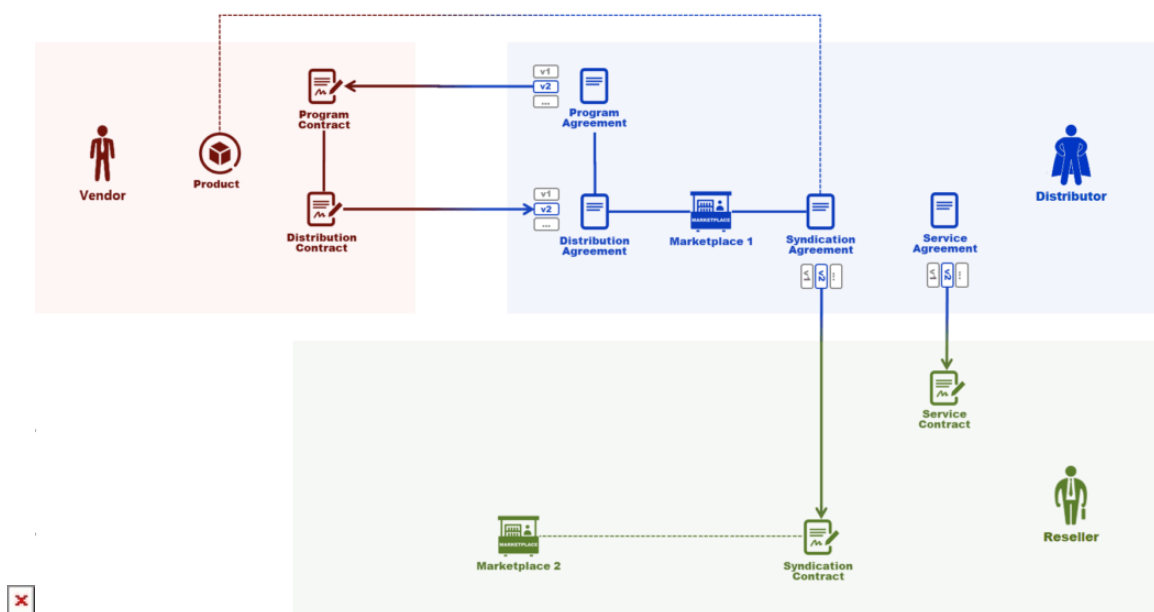 v1
v2
...
Program
Contract
Program
Agreement
Vendor
Product
Distribution
Contract
v1
v2
...
Distribution
Agreement
MARKETPLACE
Marketplace 1
Syndication
Agreement
Service
Agreement
Distributor
v1
v2
...
v1
v2
...
Service
Contract
MARKETPLACE
Marketplace 2
Syndication
Contract
Reseller